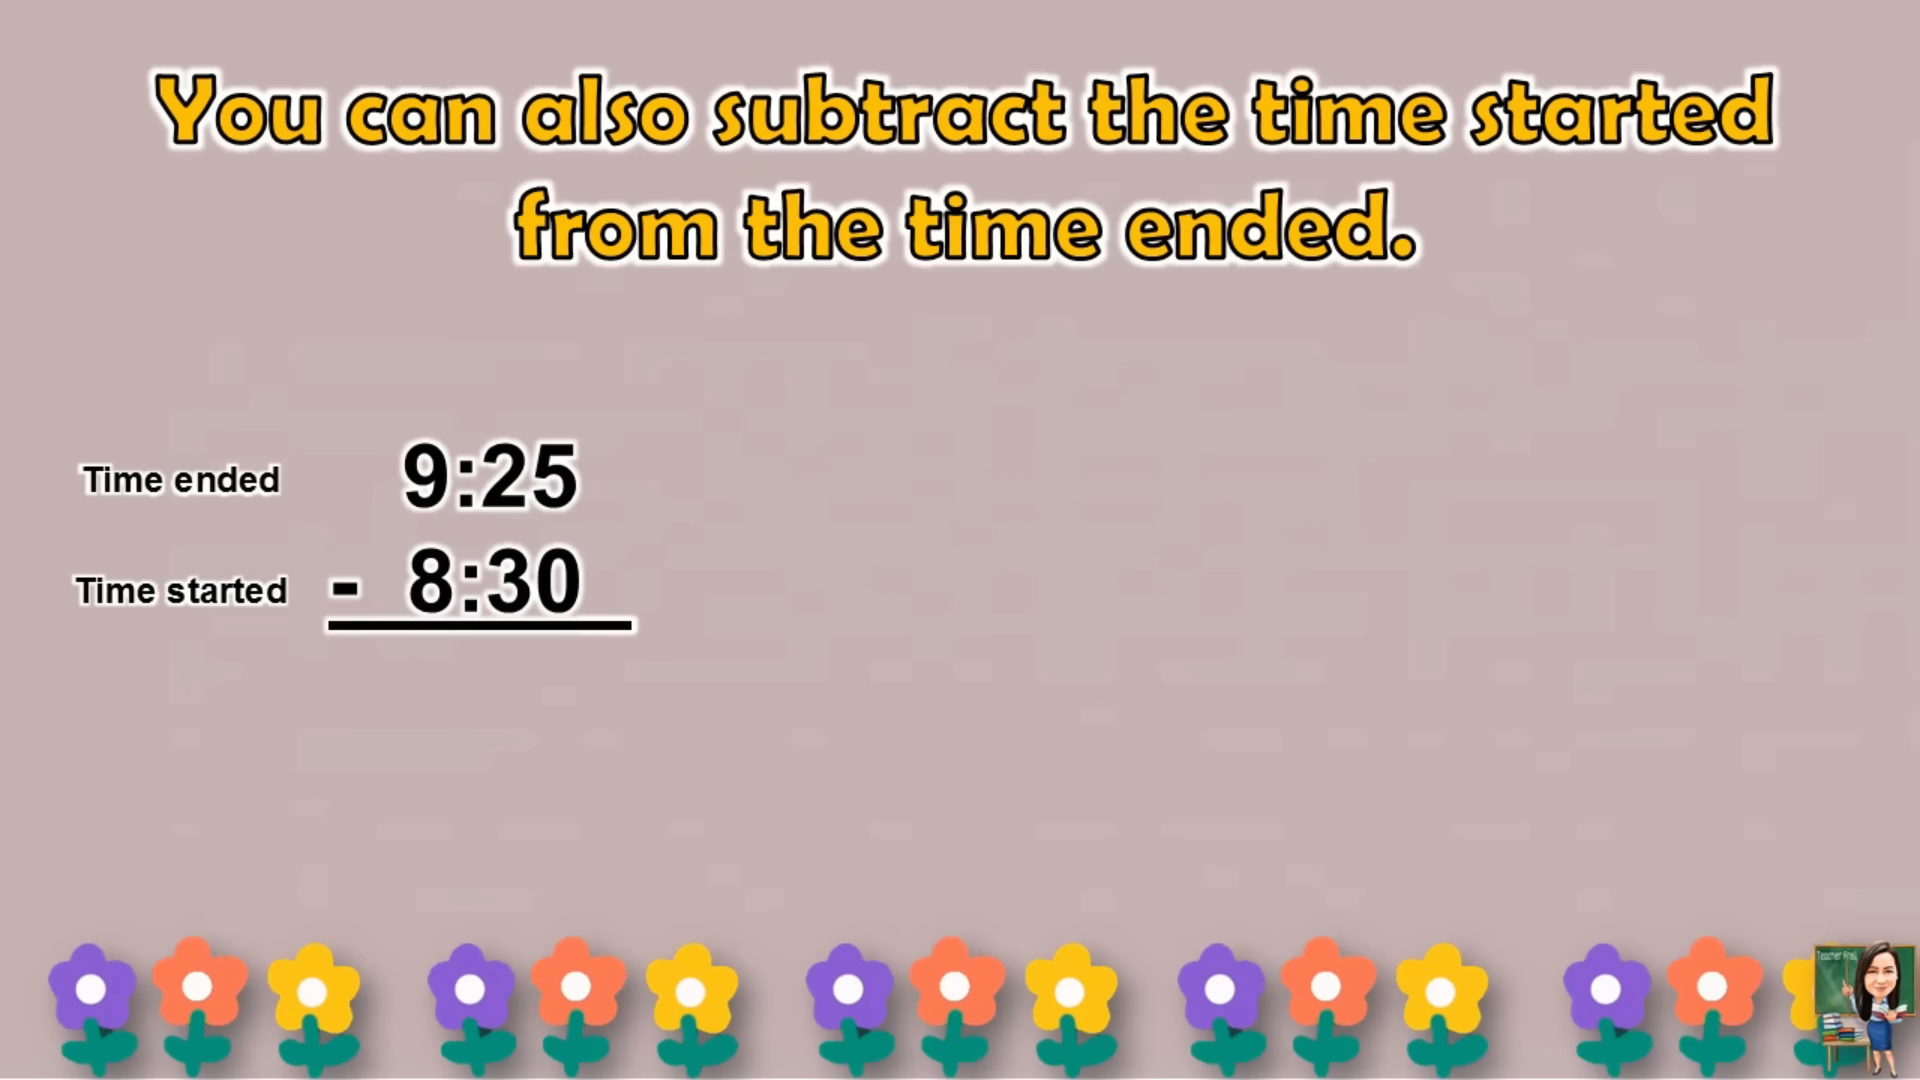 You can also subtract the time started
from the time ended.
Time ended 9:25
Time started - 8:30